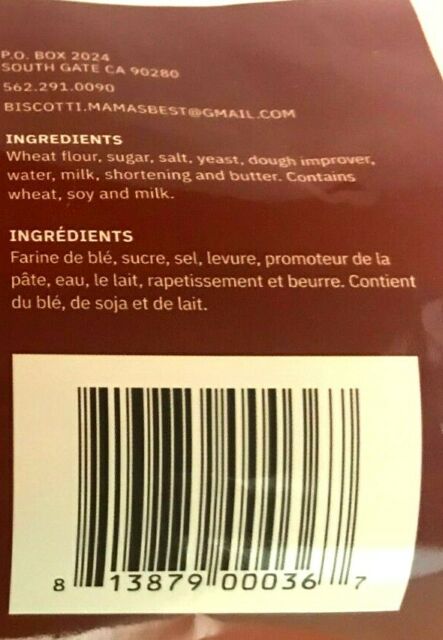 P.O. BOX 2024
SOUTH GATE CA 90280
562.291.0090
BISCOTTI.MAMASBEST@GMAIL.COM
INGREDIENTS
Wheat flour, sugar, salt, yeast, dough improver,
water, milk, shortening and butter. Contains
wheat, soy and milk.
INGRÉDIENTS
Farine de blé, sucre, sel, levure, promoteur de la
pâte, eau, le lait, rapetissement et beurre. Contient
du blé, de soja et de lait.
8 13879 00036 7